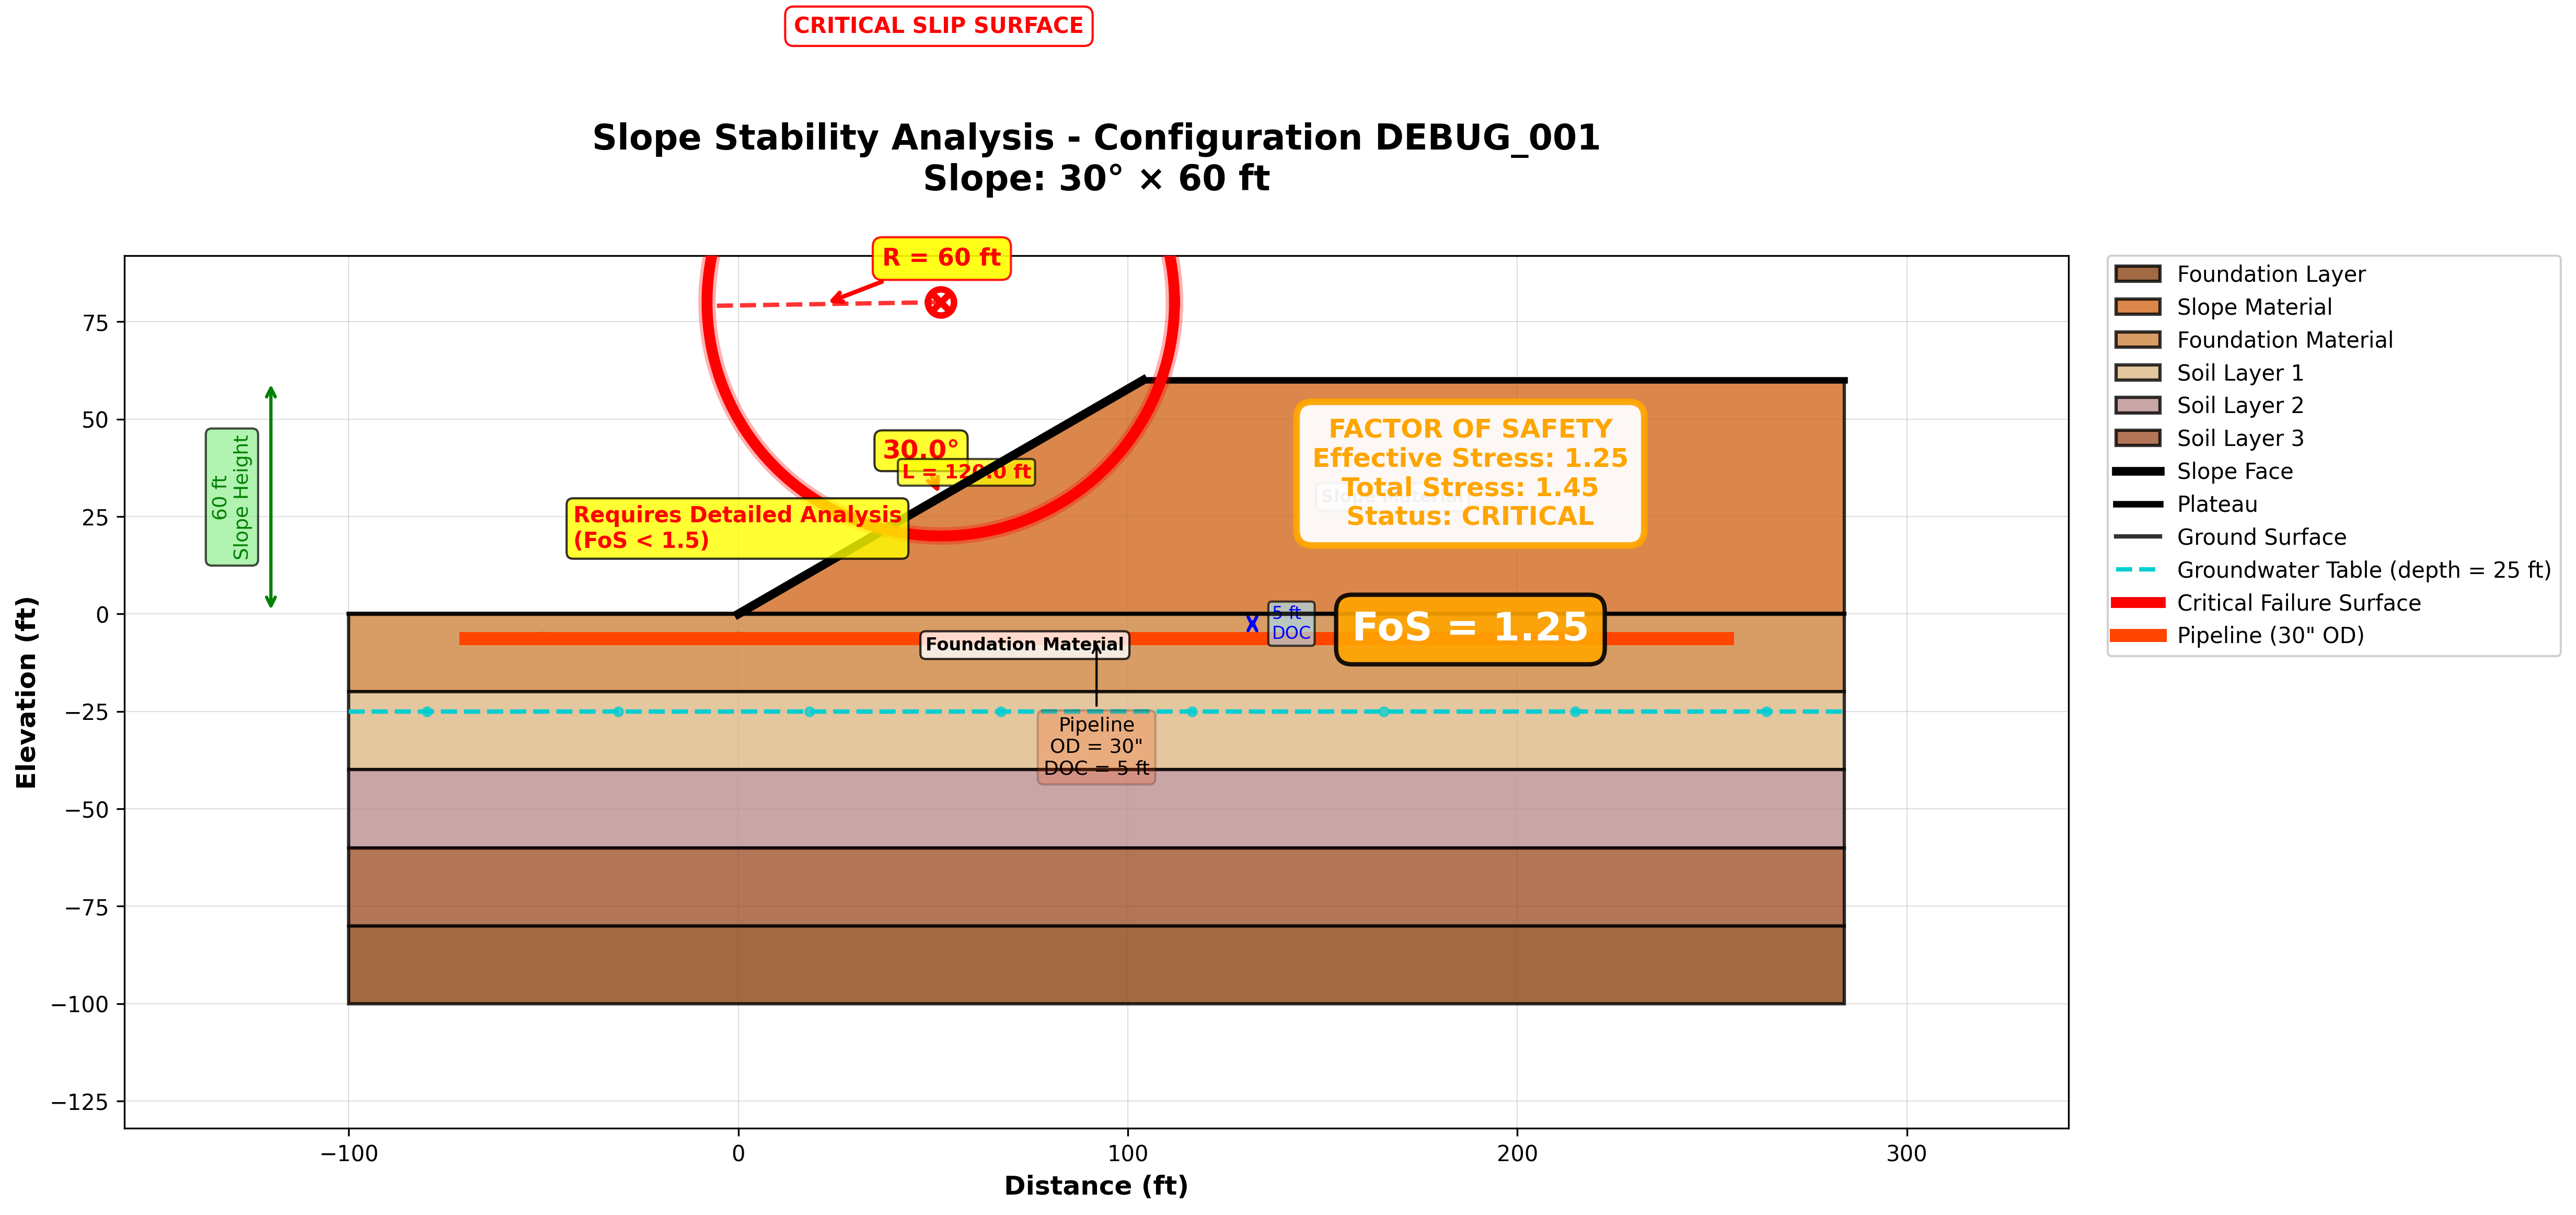 CRITICAL SLIP SURFACE
Slope Stability Analysis - Configuration DEBUG_001
Slope: 30° × 60 ft
R = 60 ft
75
50
25
0
−25
−50
−75
−100
−125
Elevation (ft)
60 ft
Slope Height
30.0°
L = 120.0 ft
Requires Detailed Analysis
(FoS < 1.5)
FACTOR OF SAFETY
Effective Stress: 1.25
Total Stress: 1.45
Status: CRITICAL
Slope Material
5 ft
DOC
FoS = 1.25
Foundation Material
Pipeline
OD = 30"
DOC = 5 ft
−100
0
100
200
300
Distance (ft)
Foundation Layer
Slope Material
Foundation Material
Soil Layer 1
Soil Layer 2
Soil Layer 3
Slope Face
Plateau
Ground Surface
Groundwater Table (depth = 25 ft)
Critical Failure Surface
Pipeline (30" OD)